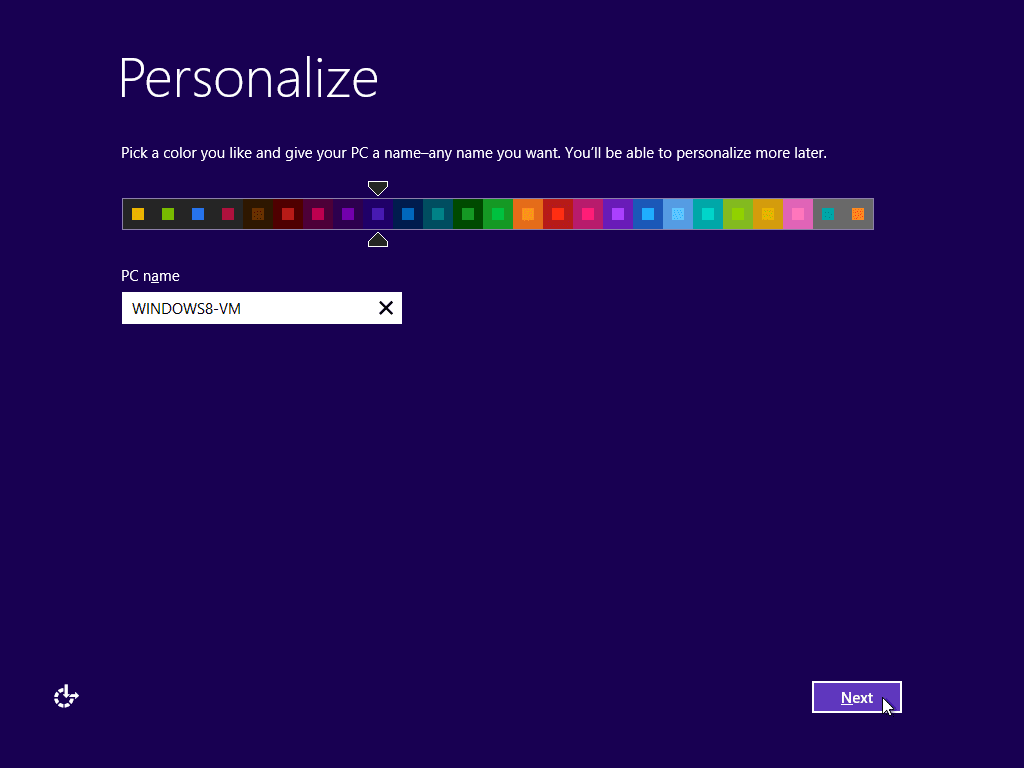 Personalize
Pick a color you like and give your PC a name–any name you want. You'll be able to personalize more later.
PC name
WINDOWS8-VM
Next